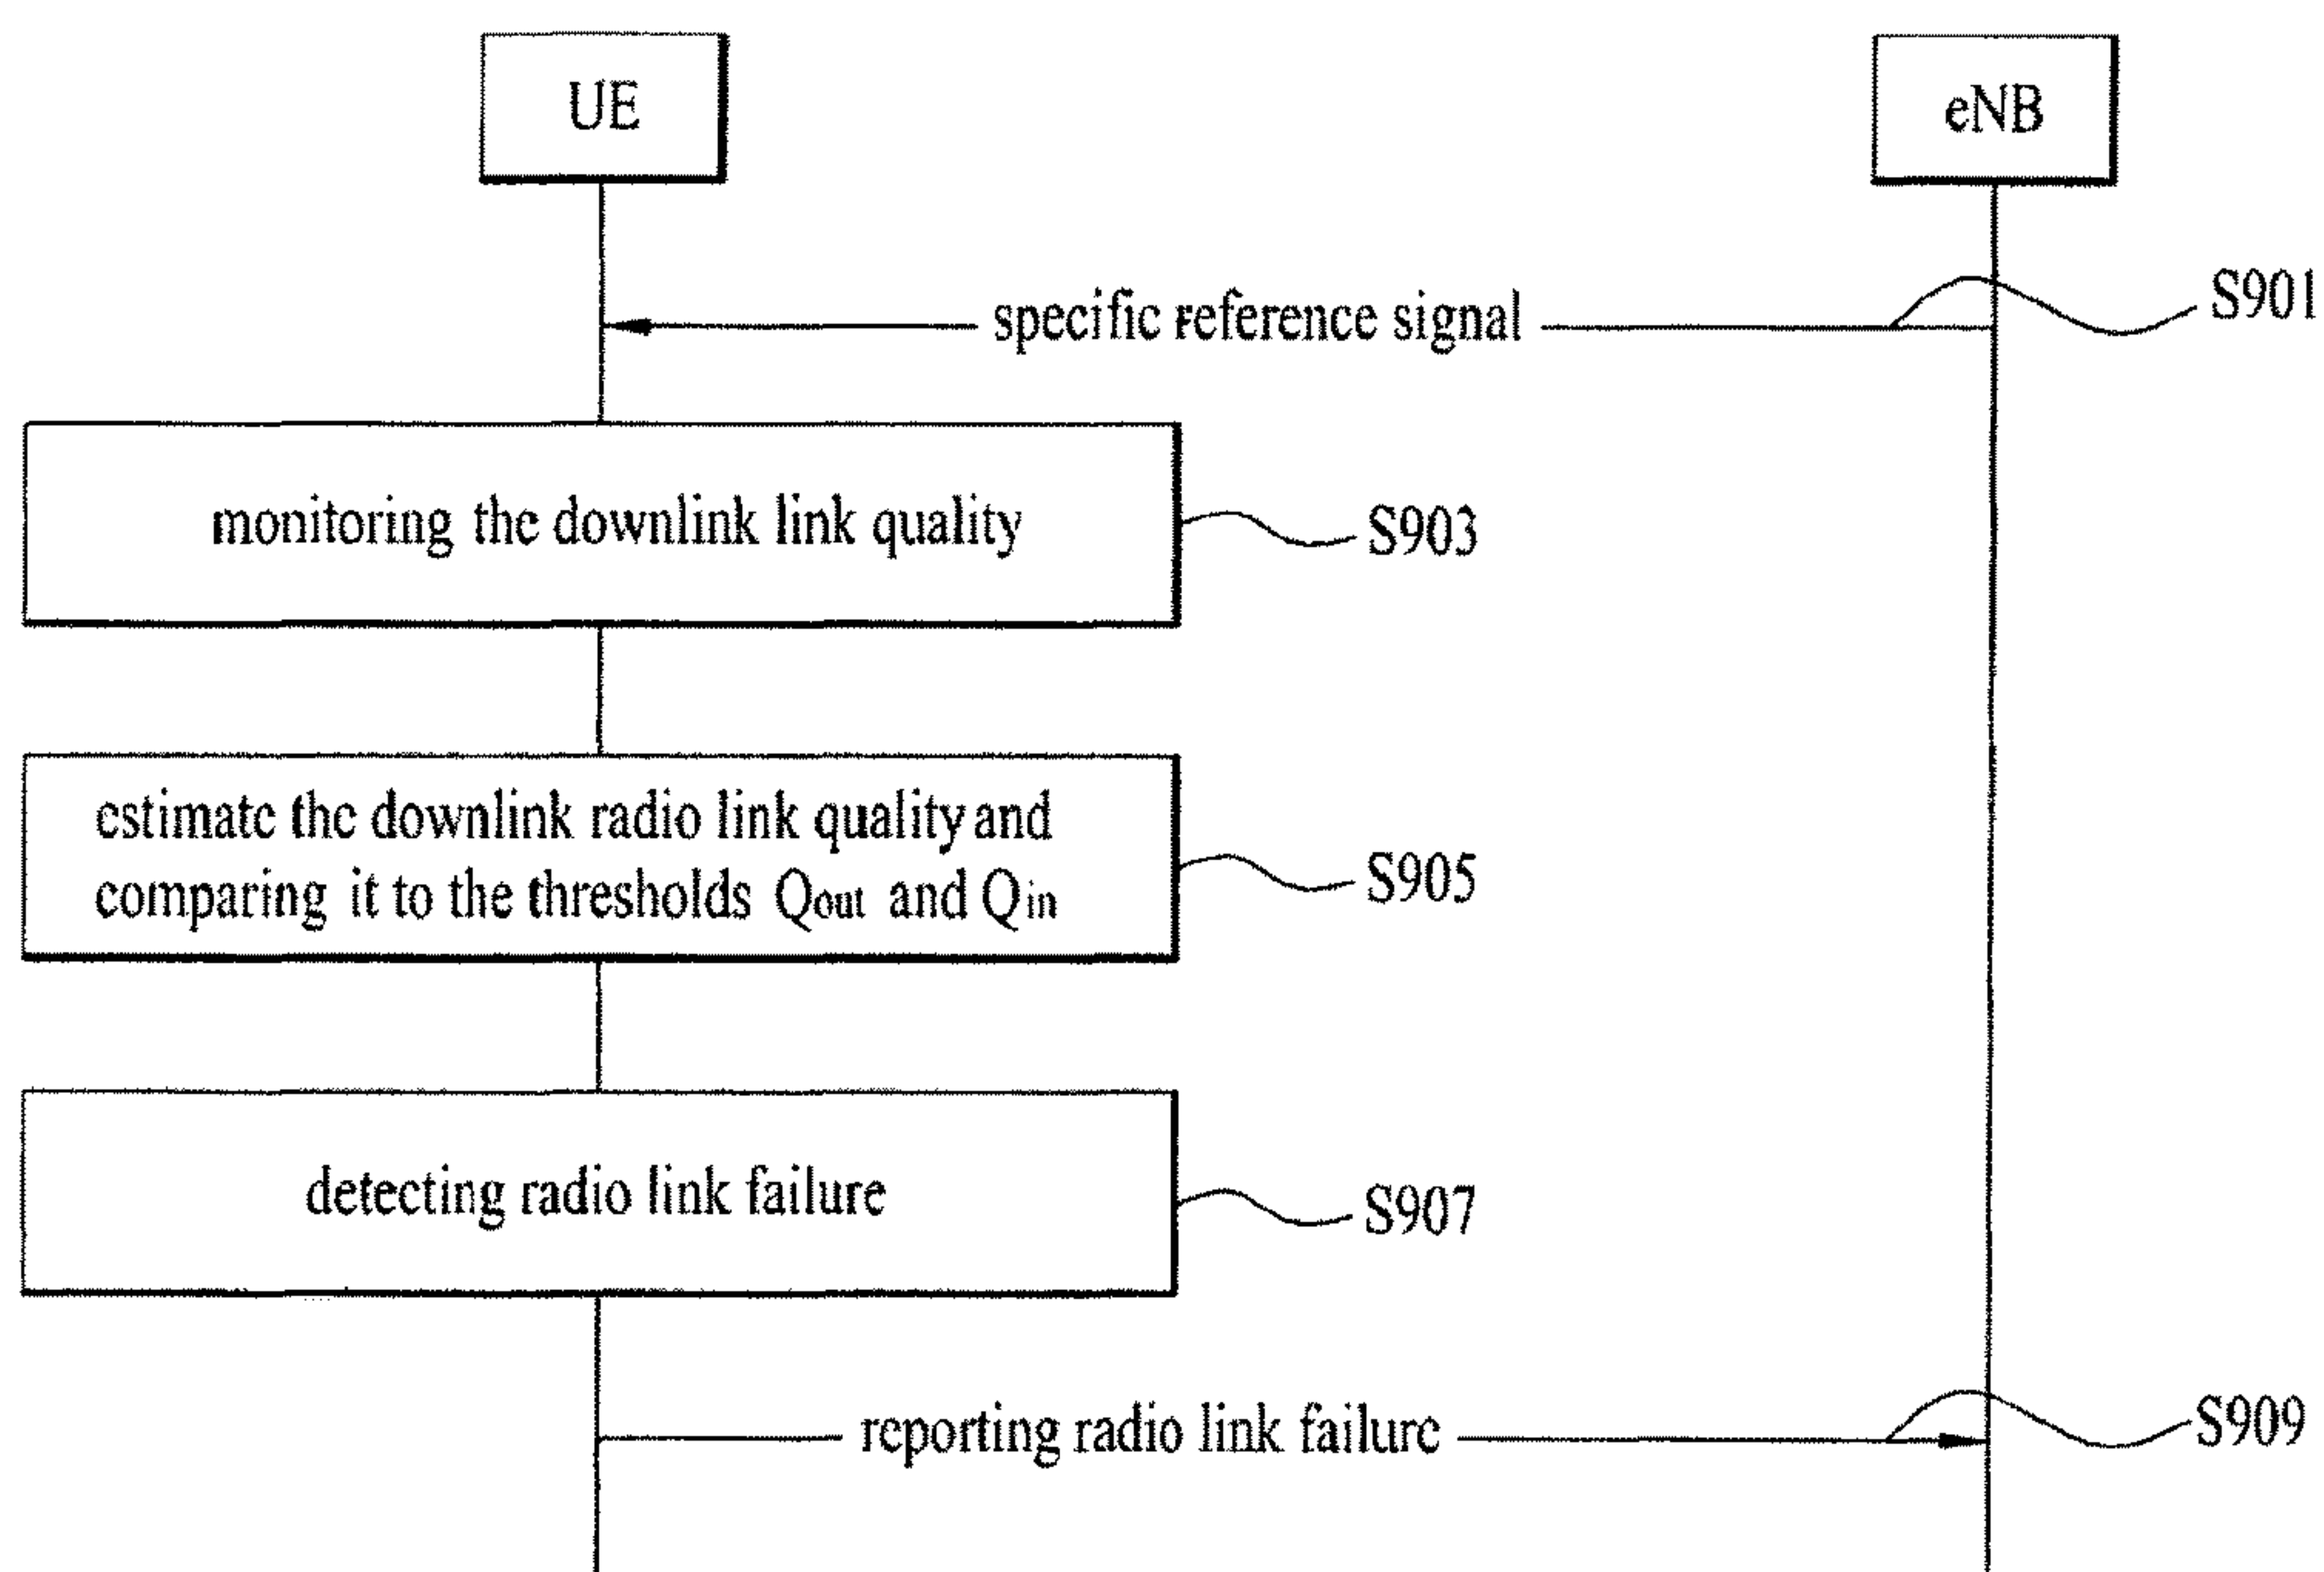 UE
eNB
specific reference signal
S901
monitoring the downlink link quality
S903
estimate the downlink radio link quality and
comparing it to the thresholds Qout and Qin
S905
detecting radio link failure
S907
reporting radio link failure
S909